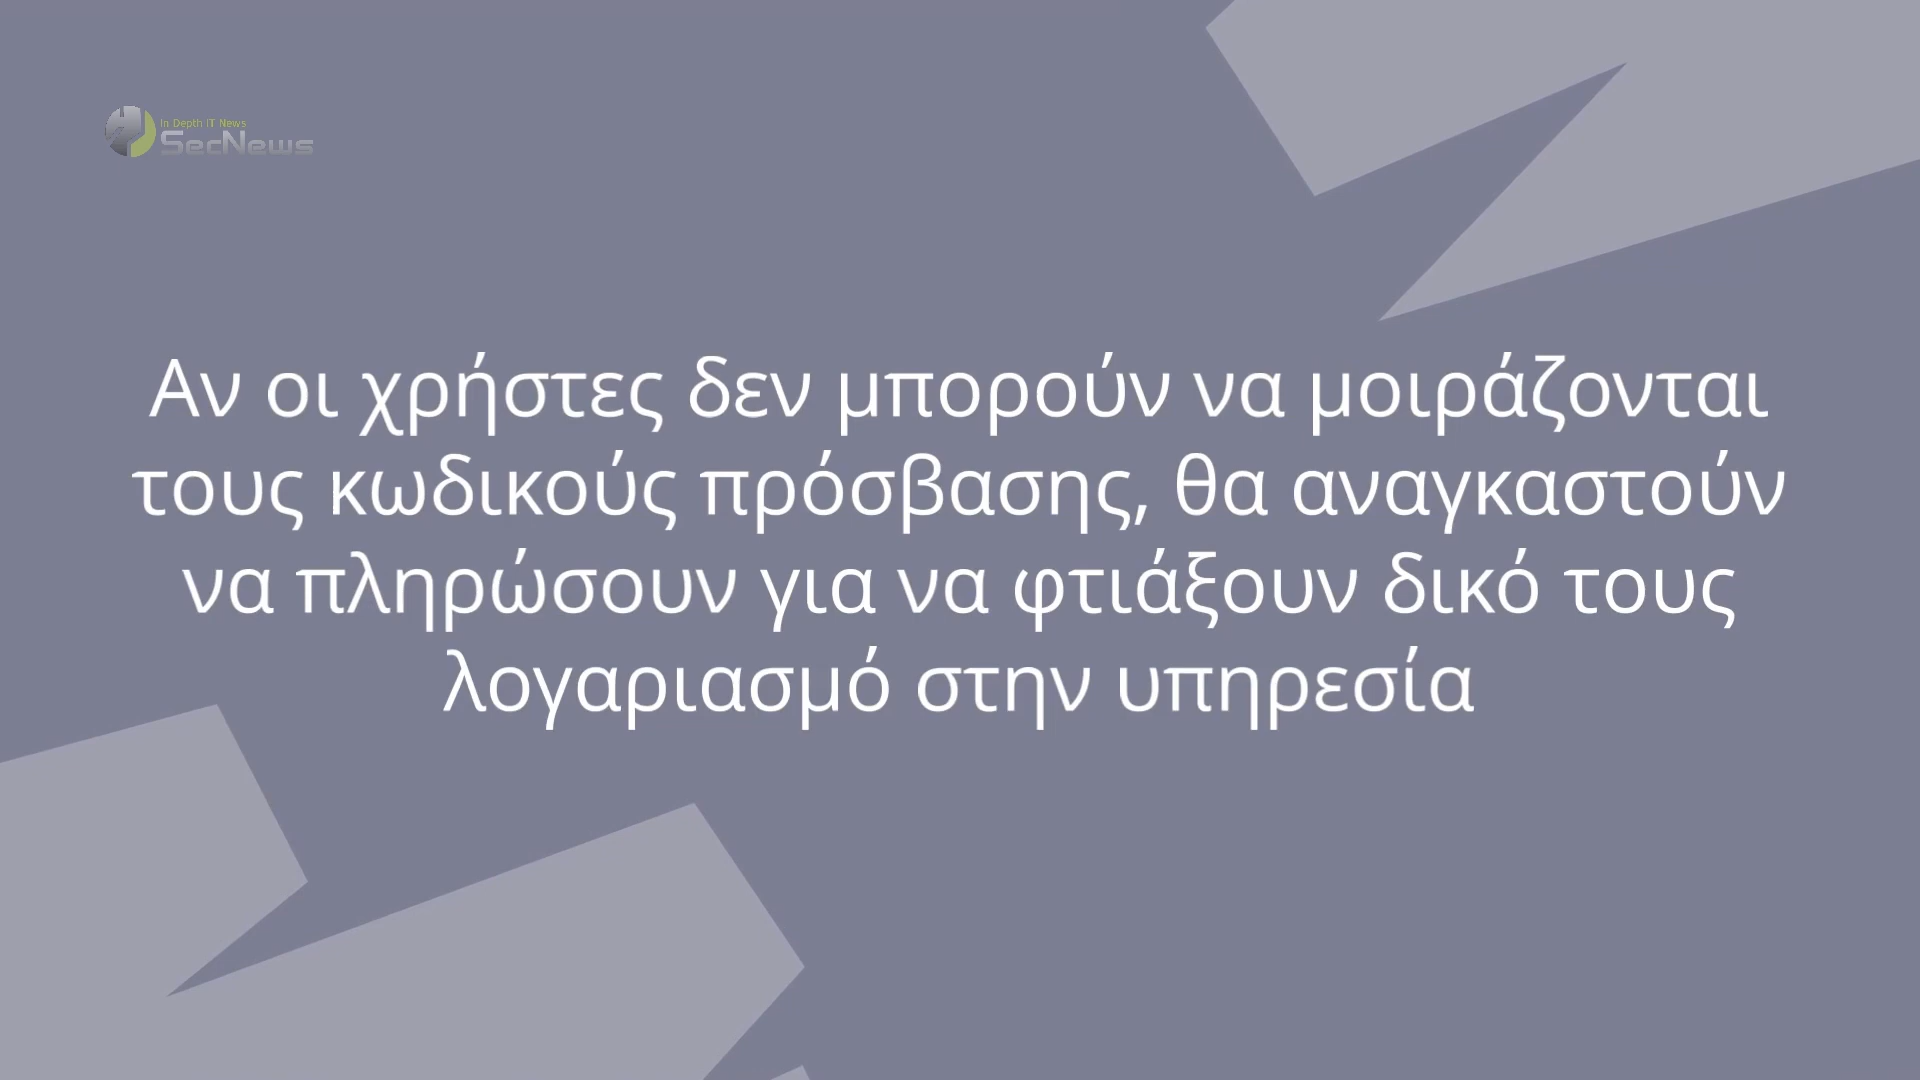 In Depth IT News
SecNews
Αν οι χρήστες δεν μπορούν να μοιράζονται
τους κωδικούς πρόσβασης, θα αναγκαστούν
να πληρώσουν για να φτιάξουν δικό τους
λογαριασμό στην υπηρεσία